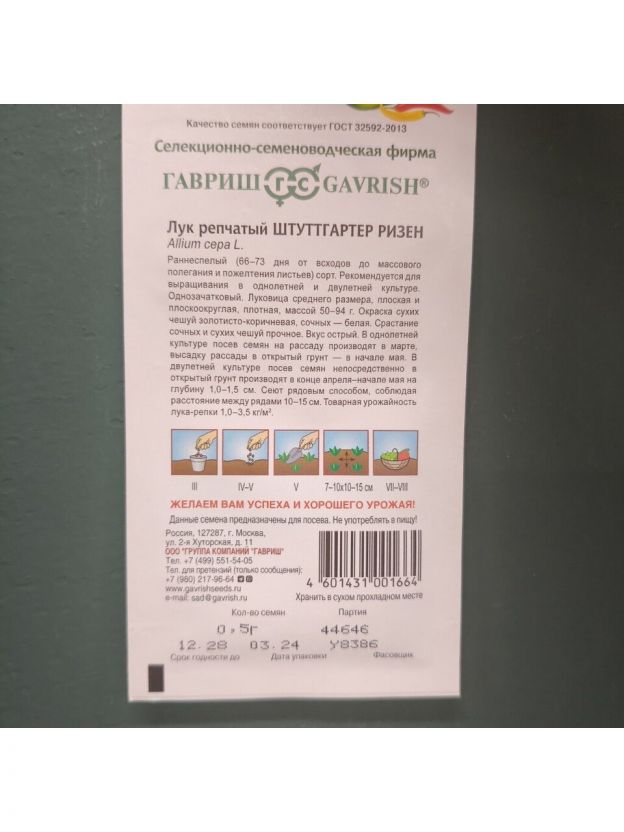 Качество семян соответствует ГОСТ 32592-2013
Селекционно-семеноводческая фирма
ГАВРИШ ГС GAVRISH®
Лук репчатый ШТУТТГАРТЕР РИЗЕН
Allium cepa L.
Раннеспелый (66–73 дня от всходов до массового
полегания и пожелтения листьев) сорт. Рекомендуется для
выращивания в однолетней и двулетней культуре.
Однозачатковый. Луковица среднего размера, плоская и
плоскоокруглая, плотная, массой 50–94 г. Окраска сухих
чешуй золотисто-коричневая, сочных — белая. Срастание
сочных и сухих чешуй прочное. Вкус острый. В однолетней
культуре посев семян на рассаду производят в марте,
высадку рассады в открытый грунт — в начале мая. В
двулетней культуре посев семян непосредственно в
открытый грунт производят в конце апреля–начале мая на
глубину 1,0–1,5 см. Сеют рядовым способом, соблюдая
расстояние между рядами 10–15 см. Товарная урожайность
лука-репки 1,0–3,5 кг/м².
III IV–V V 7–10х10–15 см VII–VIII
ЖЕЛАЕМ ВАМ УСПЕХА И ХОРОШЕГО УРОЖАЯ!
Данные семена предназначены для посева. Не употреблять в пищу!
Россия, 127287, г. Москва,
ул. 2-я Хуторская, д. 11
ООО "ГРУППА КОМПАНИЙ "ГАВРИШ"
Тел. +7 (499) 551-54-05
Тел. для претензий (только сообщения):
+7 (980) 217-96-64
www.gavrishseeds.ru
e-mail: sad@gavrish.ru
4 601431 001664
Хранить в сухом прохладном месте
Кол-во семян Партия
0,5г 44646
12.28 03.24 У8386
Срок годности до Дата упаковки Фасовщик